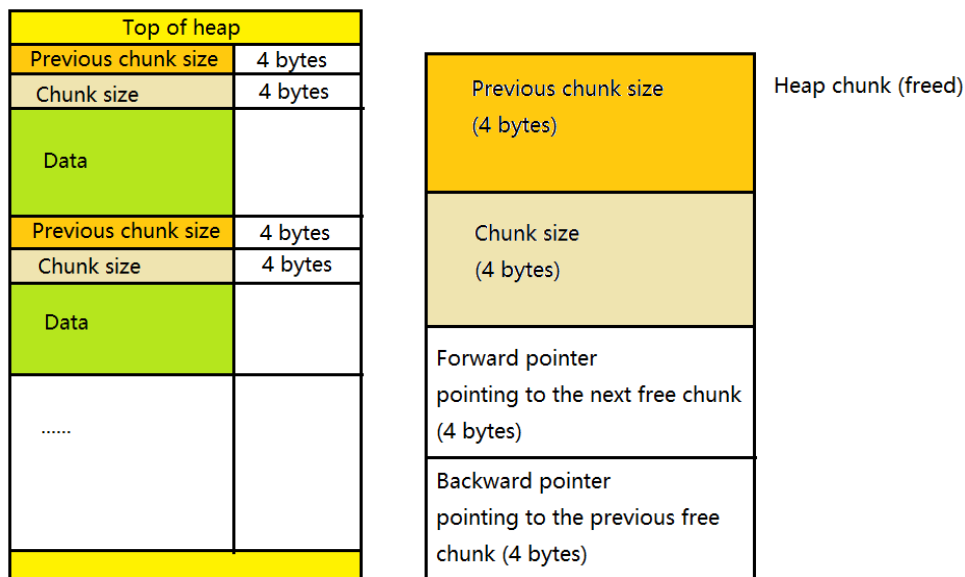 Top of heap
Previous chunk size 4 bytes
Chunk size 4 bytes
Data
Previous chunk size 4 bytes
Chunk size 4 bytes
Data
......
Previous chunk size
(4 bytes)
Chunk size
(4 bytes)
Forward pointer
pointing to the next free chunk
(4 bytes)
Backward pointer
pointing to the previous free
chunk (4 bytes)
Heap chunk (freed)